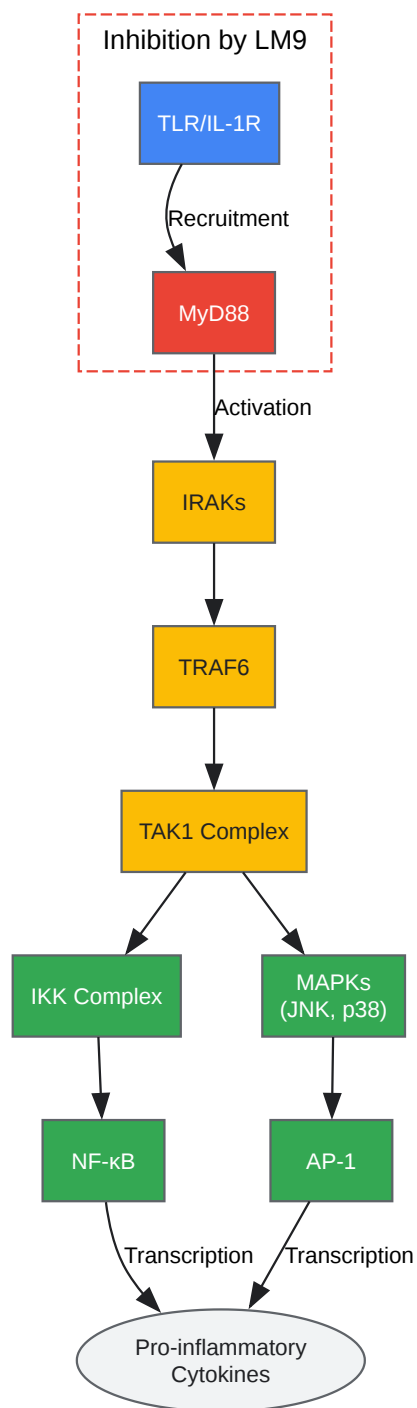 Inhibition by LM9
TLR/IL-1R
Recruitment
MyD88
Activation
IRAKs
TRAF6
TAK1 Complex
IKK Complex
MAPKs
(JNK, p38)
NF-κB
AP-1
Transcription
Transcription
Pro-inflammatory
Cytokines